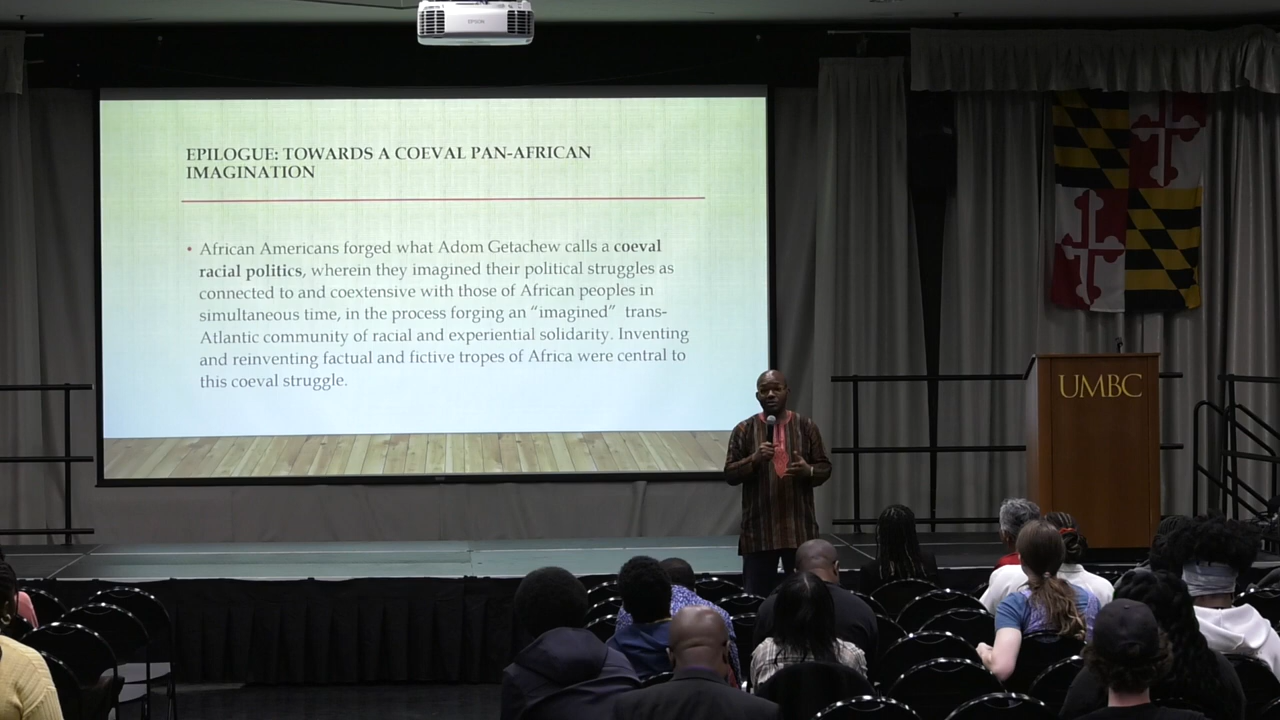 EPSON
EPILOGUE: TOWARDS A COEVAL PAN-AFRICAN
IMAGINATION
• African Americans forged what Adom Getachew calls a coeval
racial politics, wherein they imagined their political struggles as
connected to and coextensive with those of African peoples in
simultaneous time, in the process forging an “imagined” trans-
Atlantic community of racial and experiential solidarity. Inventing
and reinventing factual and fictive tropes of Africa were central to
this coeval struggle.
UMBC